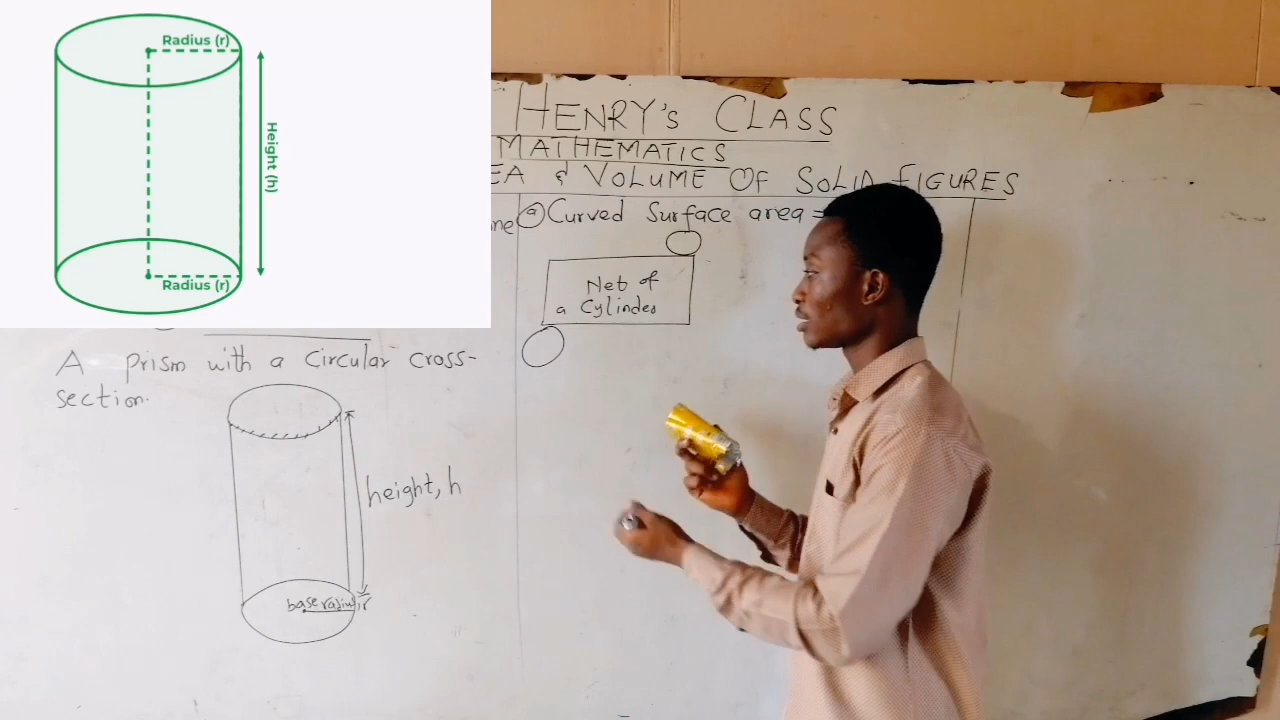 Radius (r)
Height (h)
Radius (r)
HENRY'S CLASS
MATHEMATICS
EA & VOLUME OF SOLID FIGURES
A prism with a circular cross-
section.
height, h
base radius, r
ne
(a) Curved Surface area =
Net of
a Cylinder